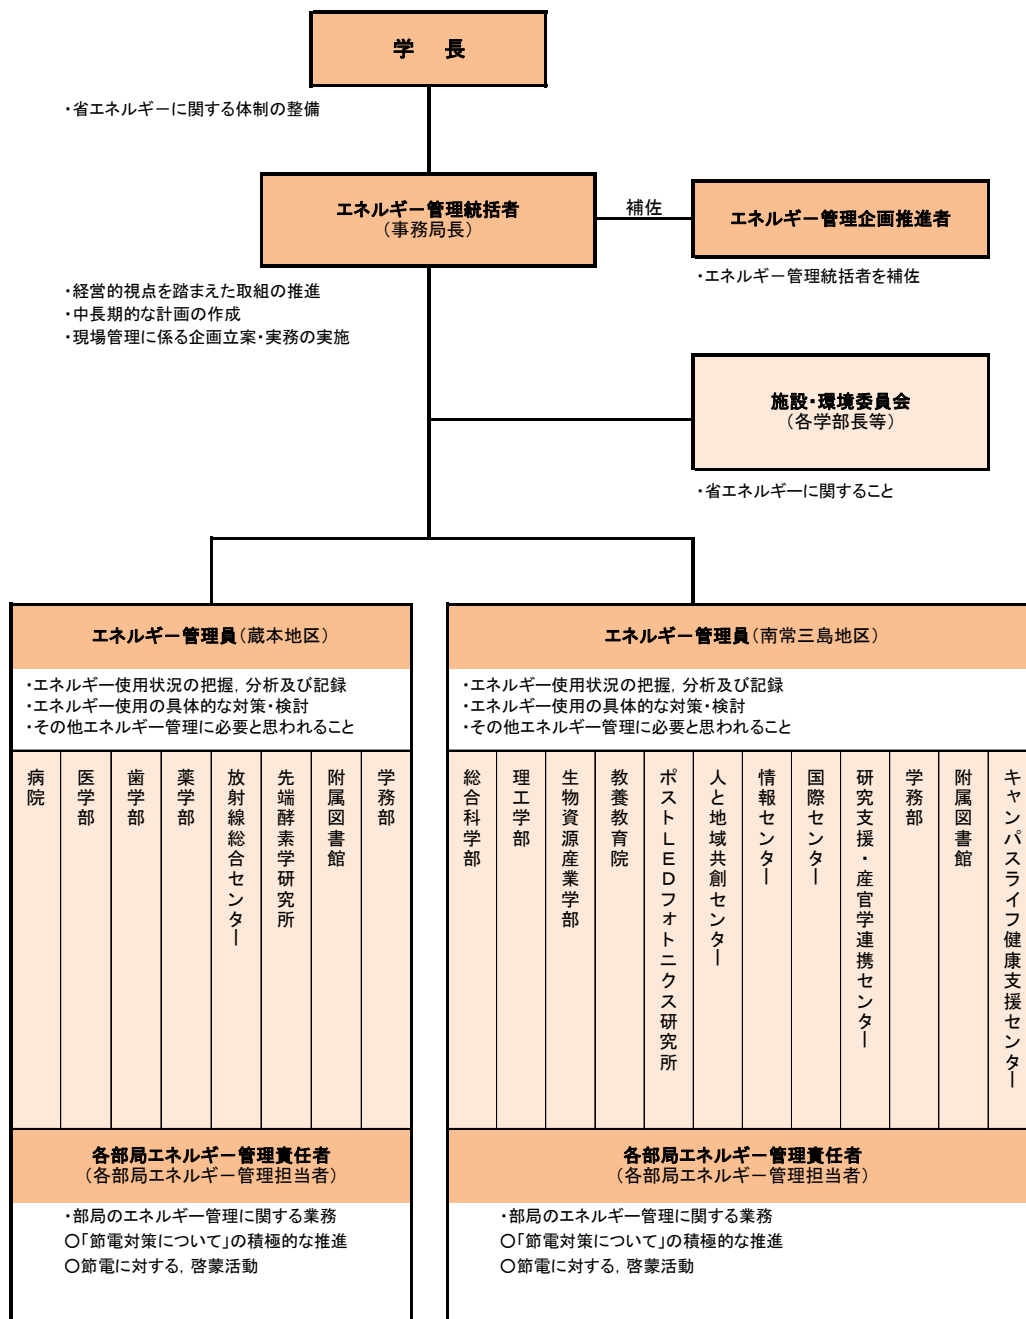 学　長
・省エネルギーに関する体制の整備
エネルギー管理統括者
（事務局長）
補佐
エネルギー管理企画推進者
・エネルギー管理統括者を補佐
・経営的視点を踏まえた取組の推進
・中長期的な計画の作成
・現場管理に係る企画立案・実務の実施
施設・環境委員会
（各学部長等）
・省エネルギーに関すること
エネルギー管理員（蔵本地区）
・エネルギー使用状況の把握，分析及び記録
・エネルギー使用の具体的な対策・検討
・その他エネルギー管理に必要と思われること
病院
医学部
歯学部
薬学部
放射線総合センター
先端酵素学研究所
附属図書館
学務部
各部局エネルギー管理責任者
（各部局エネルギー管理担当者）
・部局のエネルギー管理に関する業務
〇「節電対策について」の積極的な推進
〇節電に対する，啓蒙活動
エネルギー管理員（南常三島地区）
・エネルギー使用状況の把握，分析及び記録
・エネルギー使用の具体的な対策・検討
・その他エネルギー管理に必要と思われること
総合科学部
理工学部
生物資源産業学部
教養教育院
ポストＬＥＤフォトニクス研究所
人と地域共創センター
情報センター
国際センター
研究支援・産官学連携センター
学務部
附属図書館
キャンパスライフ健康支援センター
各部局エネルギー管理責任者
（各部局エネルギー管理担当者）
・部局のエネルギー管理に関する業務
〇「節電対策について」の積極的な推進
〇節電に対する，啓蒙活動